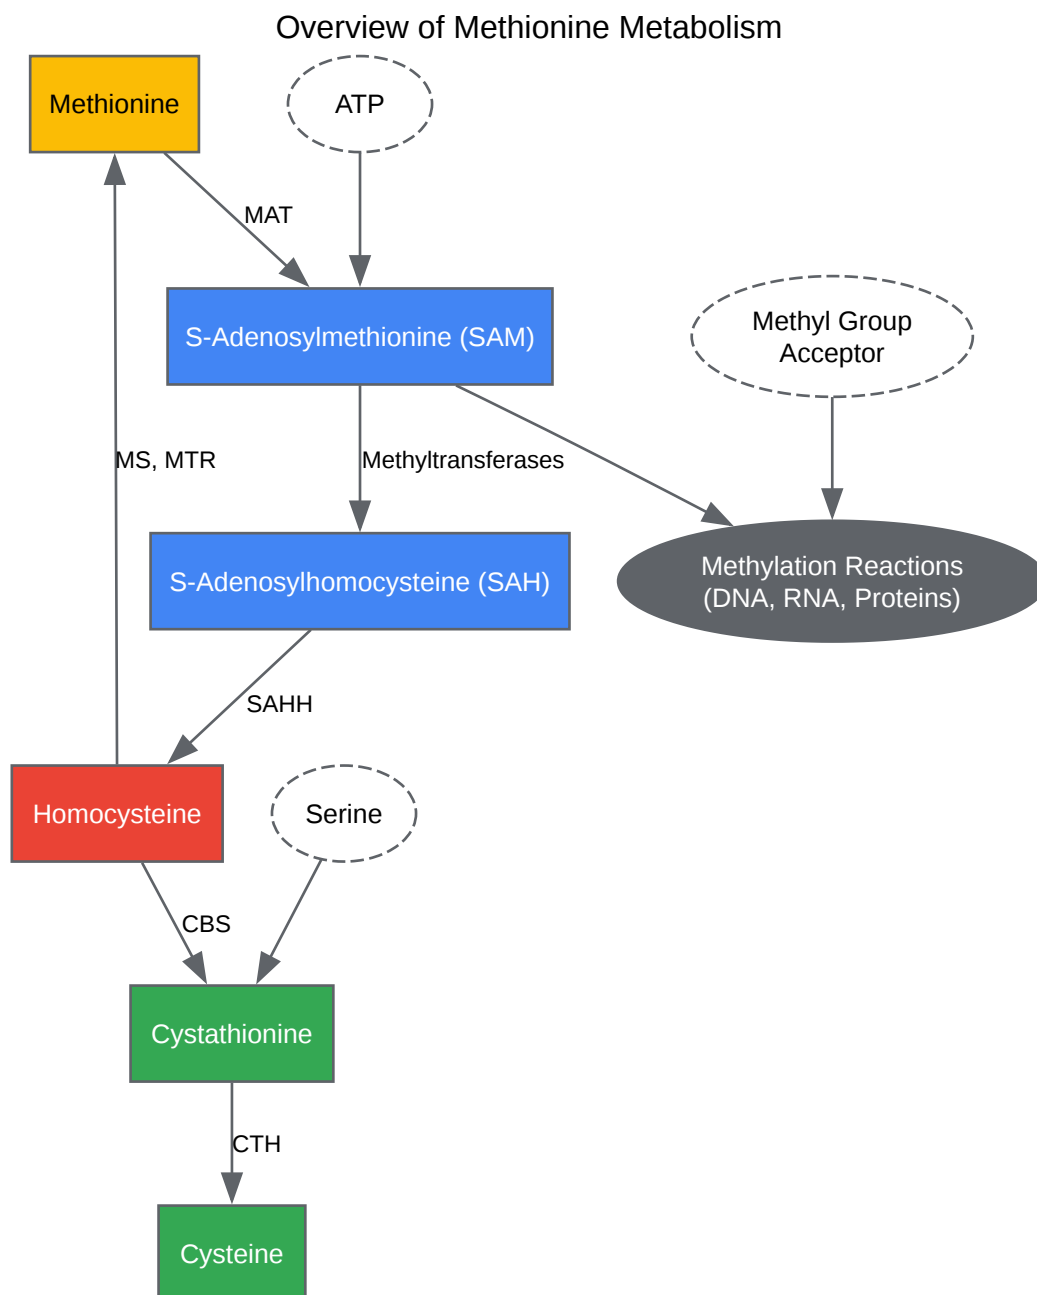 Overview of Methionine Metabolism
Methionine
ATP
MAT
S-Adenosylmethionine (SAM)
Methyl Group
Acceptor
MS, MTR
Methyltransferases
S-Adenosylhomocysteine (SAH)
Methylation Reactions
(DNA, RNA, Proteins)
SAHH
Homocysteine
Serine
CBS
Cystathionine
CTH
Cysteine